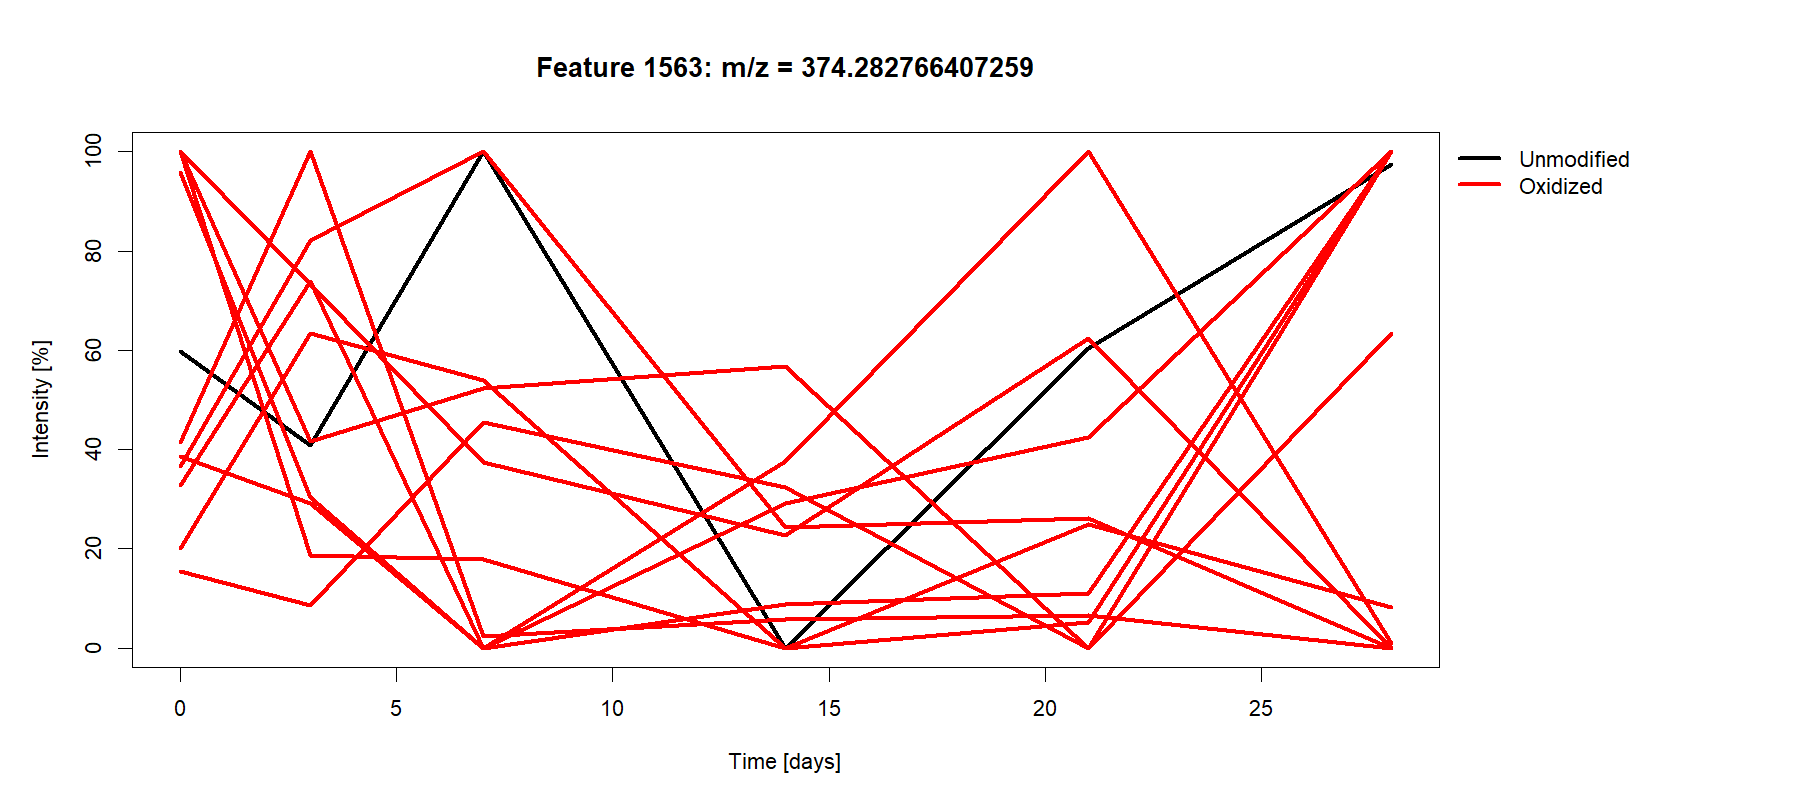 Feature 1563: m/z = 374.282766407259
Unmodified
Oxidized
Intensity [%]
100
80
60
40
20
0
0 5 10 15 20 25
Time [days]